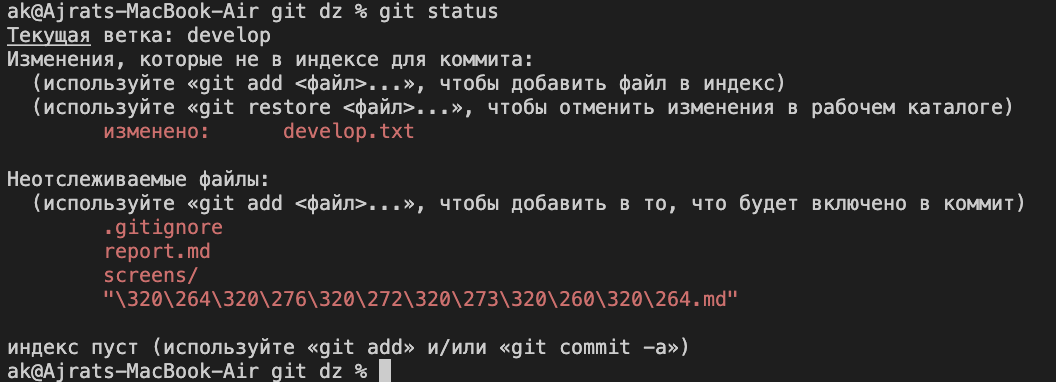 ak@Ajrats-MacBook-Air git dz % git status
Текущая ветка: develop
Изменения, которые не в индексе для коммита:
  (используйте «git add <файл>...», чтобы добавить файл в индекс)
  (используйте «git restore <файл>...», чтобы отменить изменения в рабочем каталоге)
        изменено:      develop.txt

Неотслеживаемые файлы:
  (используйте «git add <файл>...», чтобы добавить в то, что будет включено в коммит)
        .gitignore
        report.md
        screens/
        "\320\264\320\276\320\272\320\273\320\260\320\264.md"

индекс пуст (используйте «git add» и/или «git commit -a»)
ak@Ajrats-MacBook-Air git dz %